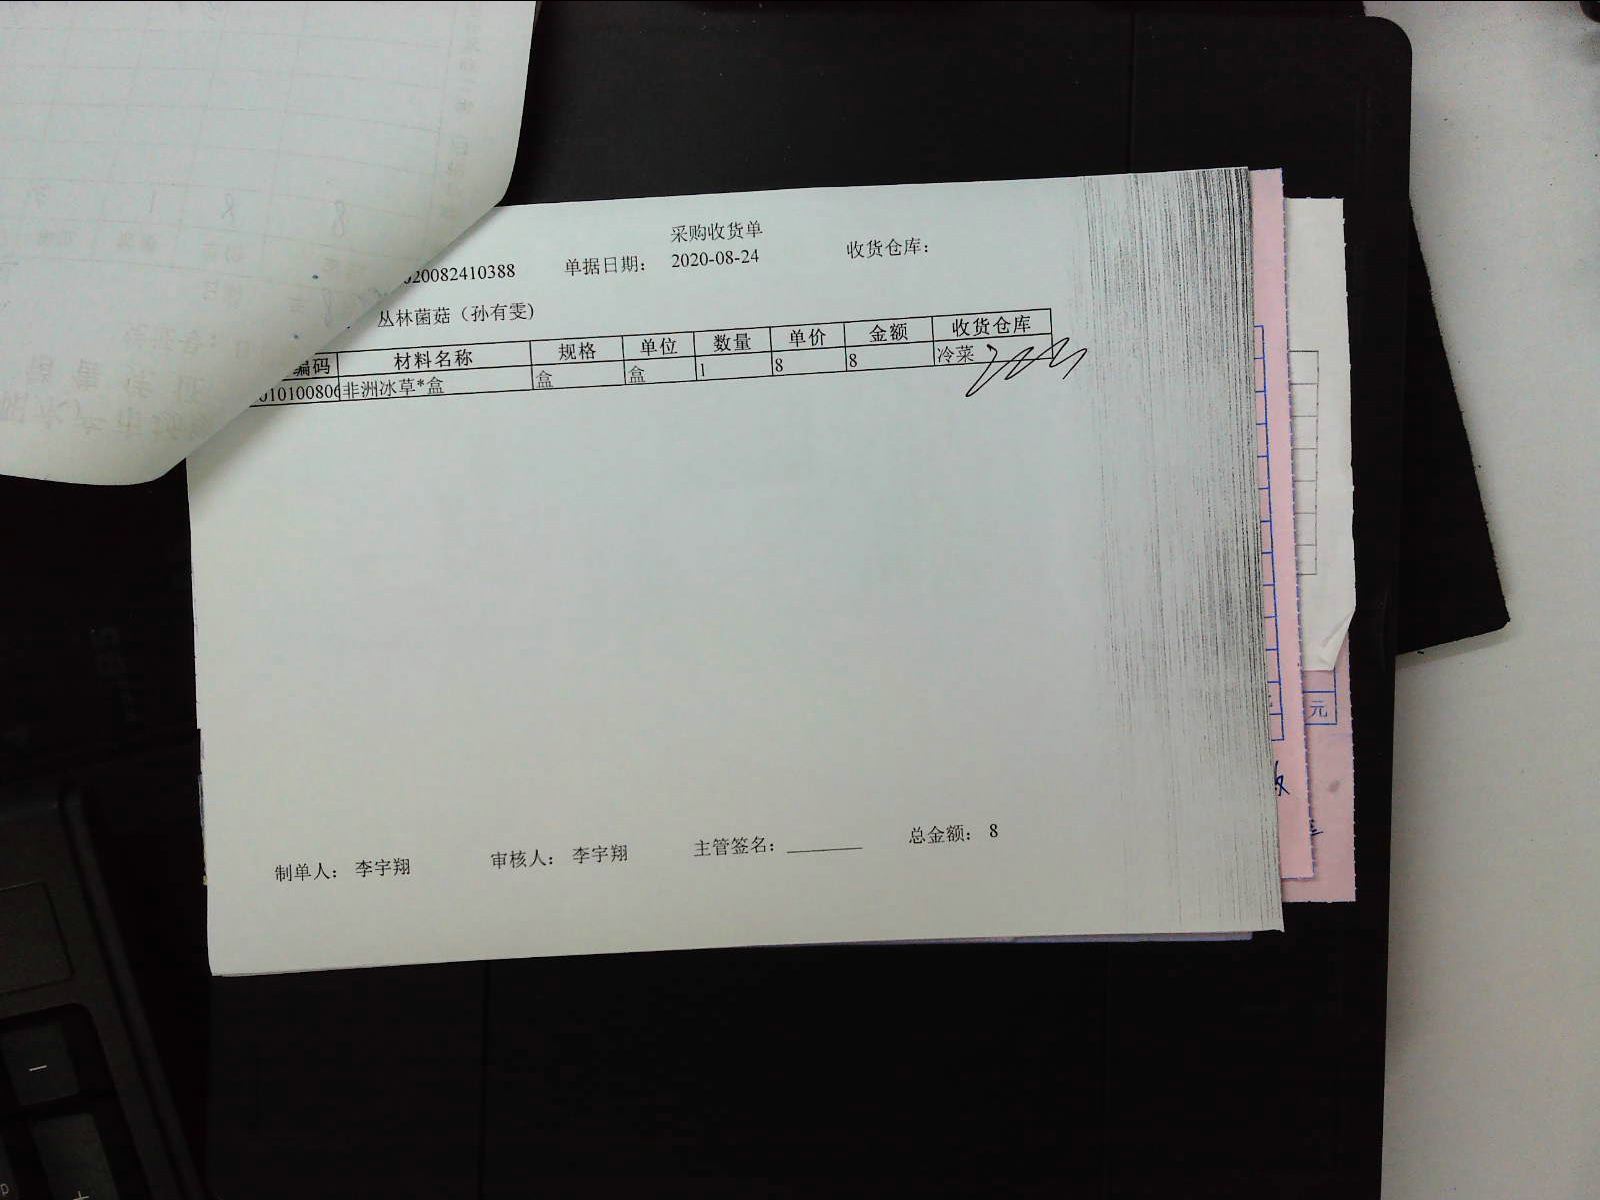 采购收货单
020082410388 单据日期： 2020-08-24 收货仓库：
丛林菌菇（孙有雯)
编码 材料名称 规格 单位 数量 单价 金额 收货仓库
01010080 非洲冰草*盒 盒 盒 1 8 8 冷菜
元
制单人： 李宇翔 审核人： 李宇翔 主管签名： 总金额： 8